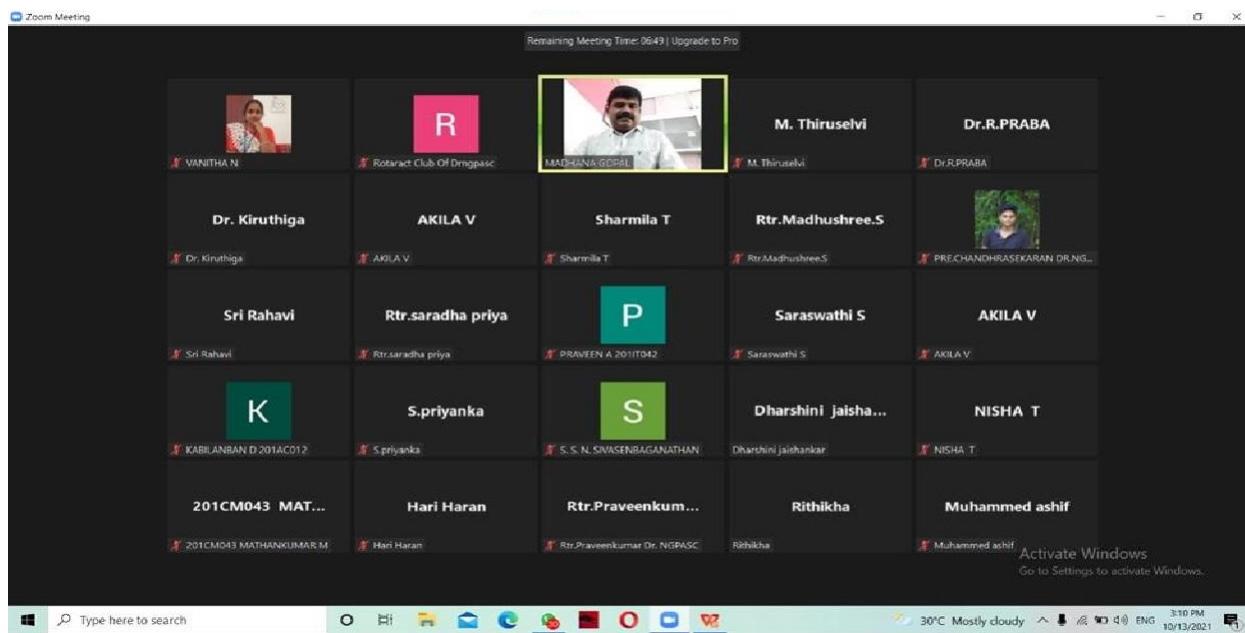 Zoom Meeting
Remaining Meeting Time: 06:49 | Upgrade to Pro
VANITHA N
R
Rotaract Club Of Drngpasc
MADHANA GOPAL
M. Thiruselvi
M. Thiruselvi
Dr.R.PRABA
Dr.R.PRABA
Dr. Kiruthiga
Dr. Kiruthiga
AKILA V
AKILA V
Sharmila T
Sharmila T
Rtr.Madhushree.S
Rtr.Madhushree.S
PRE.CHANDHRASEKARAN DR.NG...
Sri Rahavi
Sri Rahavi
Rtr.saradha priya
Rtr.saradha priya
P
PRAVEEN A 201IT042
Saraswathi S
Saraswathi S
AKILA V
AKILA V
K
KABILANBAN D 201AC012
S.priyanka
S.priyanka
S
S. S. N. SIVASENBAGANATHAN
Dharshini jaisha...
Dharshini jaishankar
NISHA T
NISHA T
201CM043 MAT...
201CM043 MATHANKUMAR M
Hari Haran
Hari Haran
Rtr.Praveenkum...
Rtr.Praveenkumar Dr. NGPASC
Rithikha
Rithikha
Muhammed ashif
Muhammed ashif
Activate Windows
Go to Settings to activate Windows.
Type here to search
30°C Mostly cloudy
ENG
3:10 PM
10/13/2021